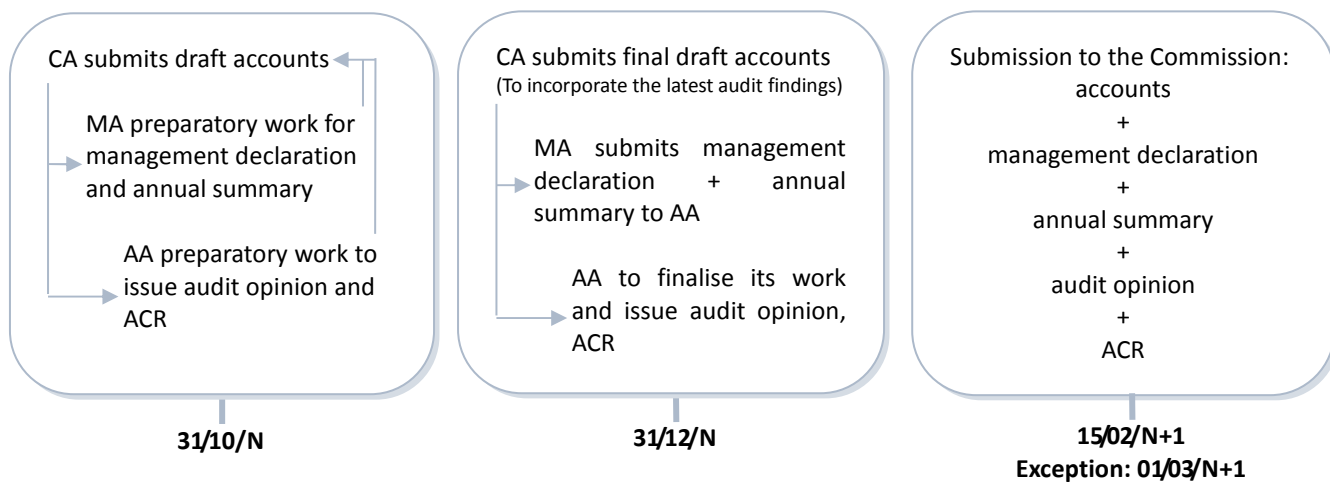 CA submits draft accounts
MA preparatory work for
management declaration
and annual summary
AA preparatory work to
issue audit opinion and
ACR
31/10/N
CA submits final draft accounts
(To incorporate the latest audit findings)
MA submits management
declaration + annual
summary to AA
AA to finalise its work
and issue audit opinion,
ACR
31/12/N
Submission to the Commission:
accounts
+
management declaration
+
annual summary
+
audit opinion
+
ACR
15/02/N+1
Exception: 01/03/N+1